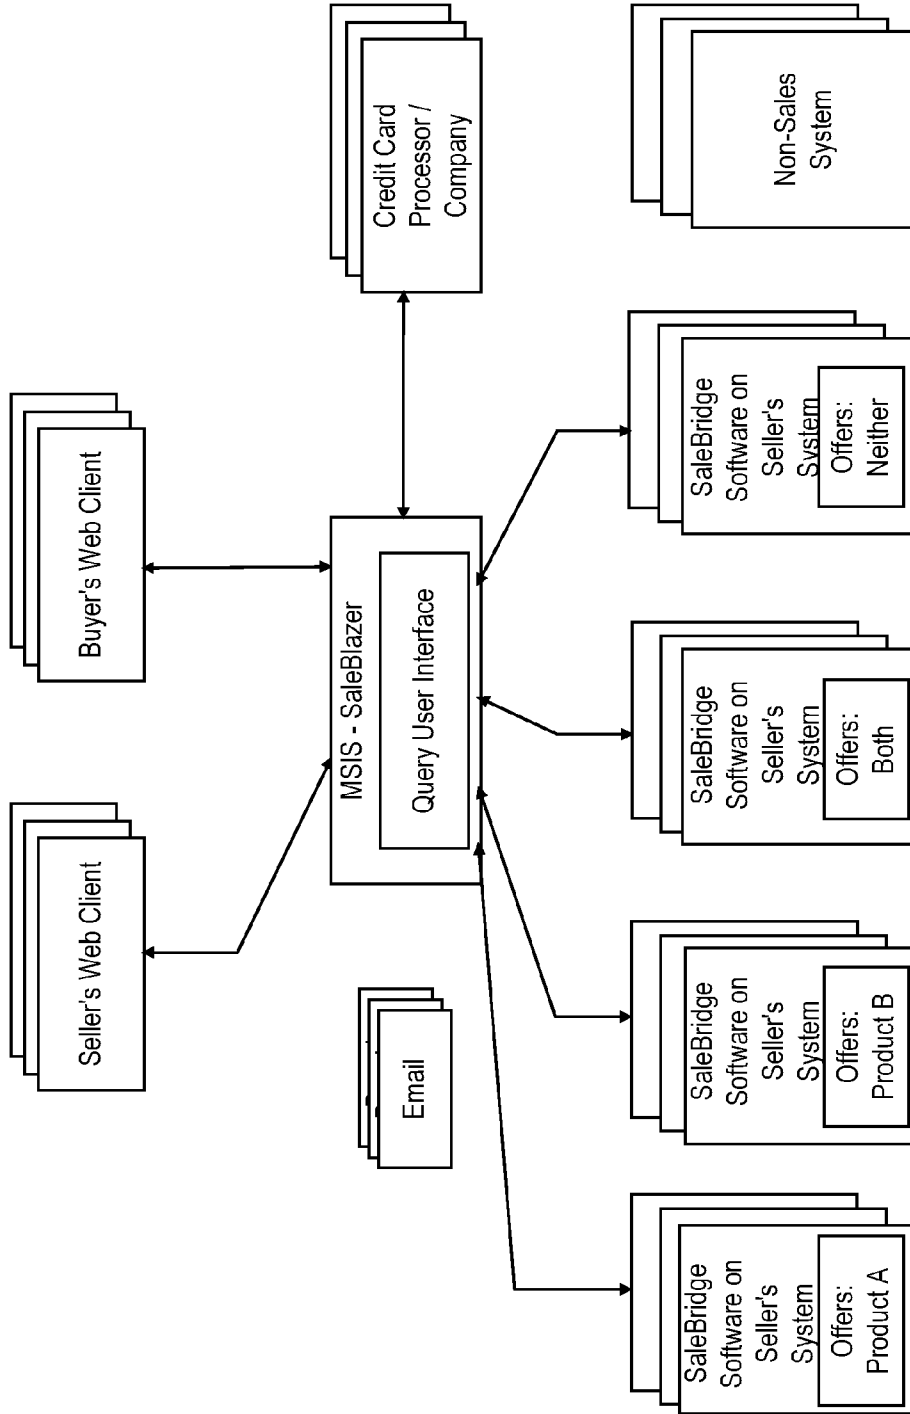 Seller's Web Client
Buyer's Web Client
Email
MSIS - SaleBlazer
Query User Interface
Credit Card
Processor /
Company
SaleBridge
Software on
Seller's
System
Offers:
Product A
SaleBridge
Software on
Seller's
System
Offers:
Product B
SaleBridge
Software on
Seller's
System
Offers:
Both
SaleBridge
Software on
Seller's
System
Offers:
Neither
Non-Sales
System